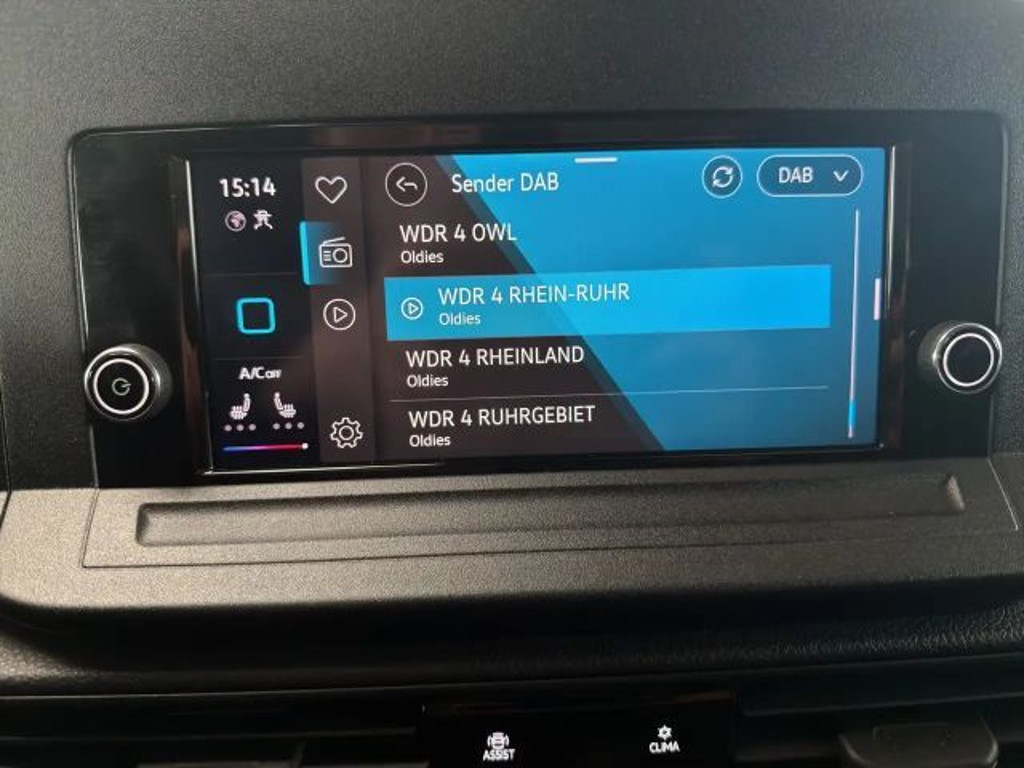 15:14
Sender DAB
DAB
WDR 4 OWL
Oldies
WDR 4 RHEIN-RUHR
Oldies
WDR 4 RHEINLAND
Oldies
WDR 4 RUHRGEBIET
Oldies
A/C OFF
ASSIST
CLIMA